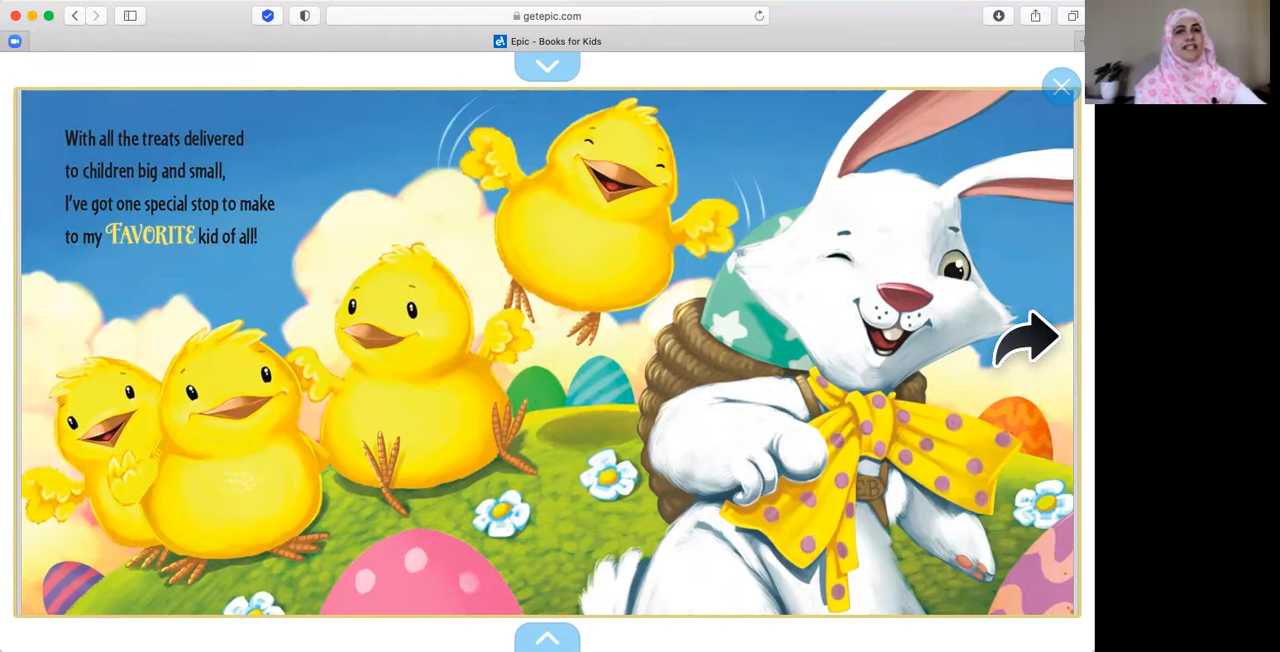 getepic.com
Epic - Books for Kids
With all the treats delivered
to children big and small,
I've got one special stop to make
to my FAVORITE kid of all!
EB